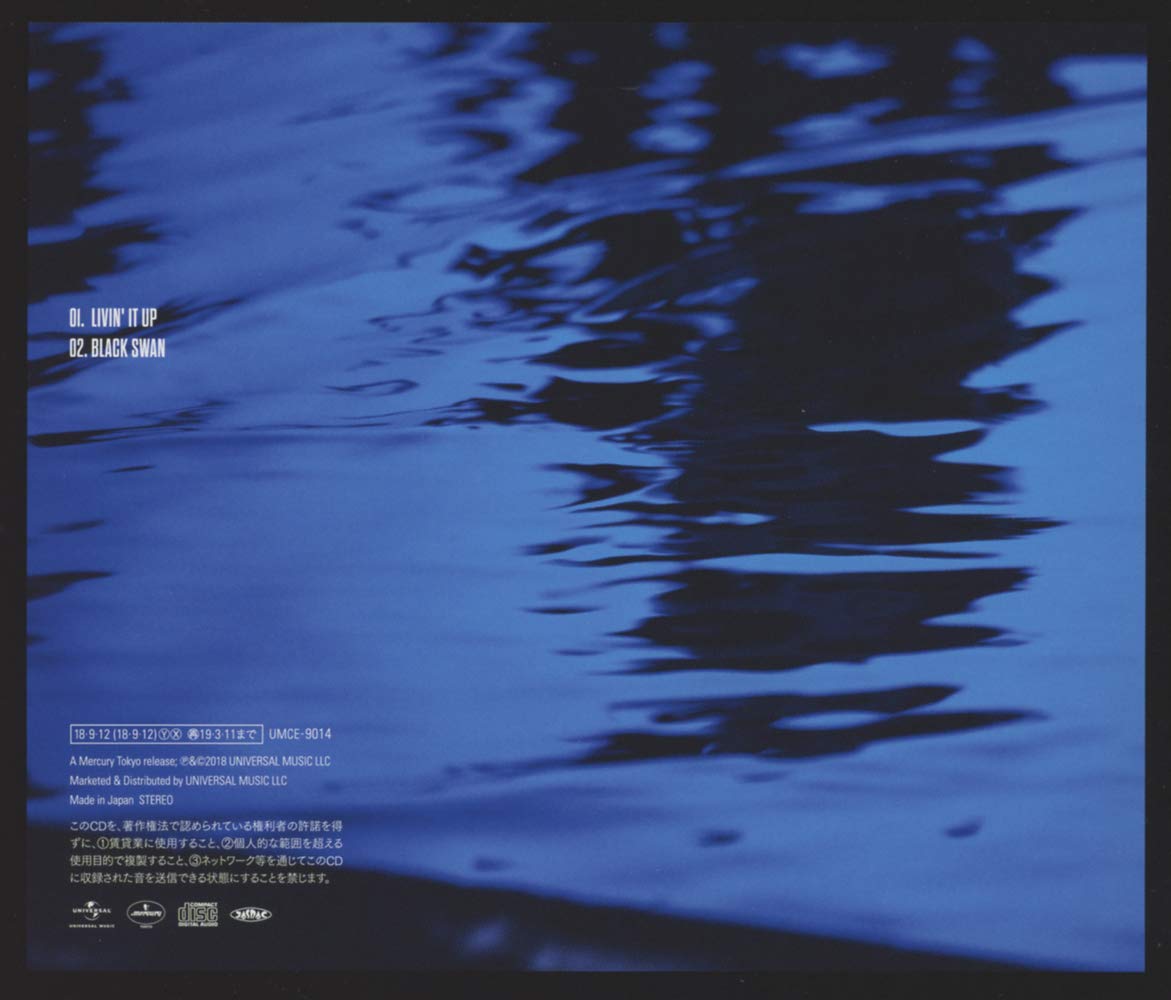 01. LIVIN' IT UP
02. BLACK SWAN
18·9·12 (18·9·12)ⓎⓍ ㊞19·3·11まで UMCE-9014
A Mercury Tokyo release; ℗&©2018 UNIVERSAL MUSIC LLC
Marketed & Distributed by UNIVERSAL MUSIC LLC
Made in Japan STEREO
このCDを、著作権法で認められている権利者の許諾を得
ずに、①賃貸業に使用すること、②個人的な範囲を超える
使用目的で複製すること、③ネットワーク等を通じてこのCD
に収録された音を送信できる状態にすることを禁じます。
UNIVERSAL
UNIVERSAL MUSIC
mercury
TOKYO
COMPACT
disc
DIGITAL AUDIO
JASRAC